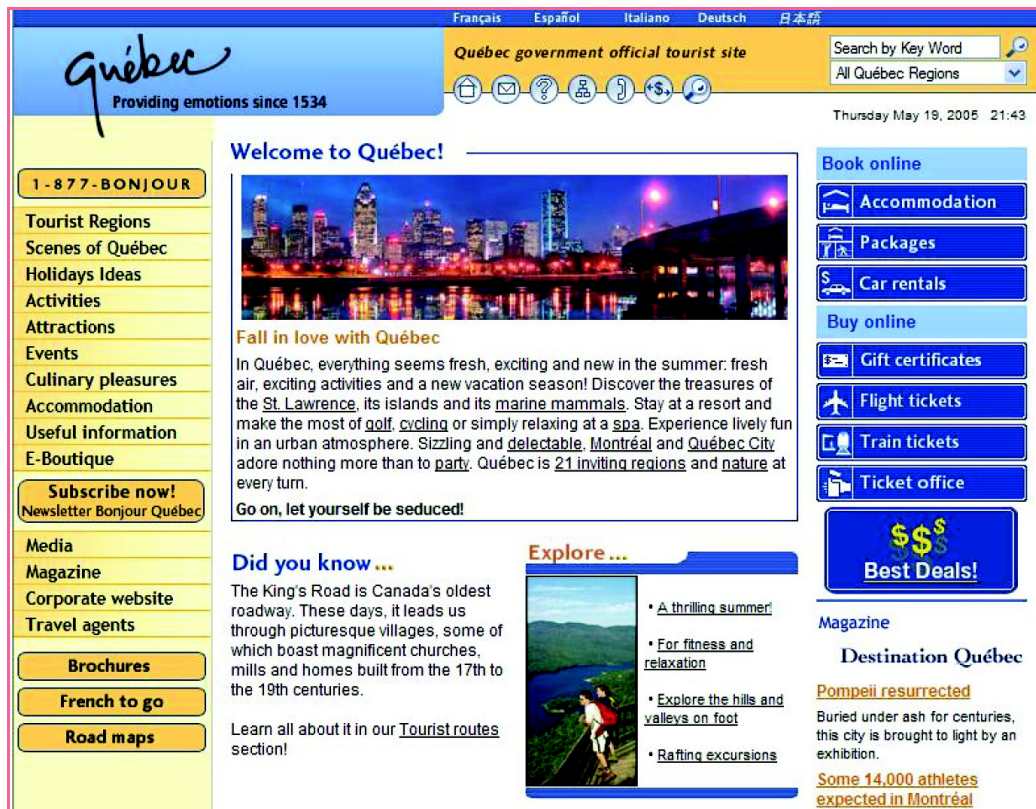 Français Español Italiano Deutsch 日本語
Québec
Providing emotions since 1534
Québec government official tourist site
Search by Key Word
All Québec Regions
Thursday May 19, 2005 21:43
1-877-BONJOUR
Tourist Regions
Scenes of Québec
Holidays Ideas
Activities
Attractions
Events
Culinary pleasures
Accommodation
Useful information
E-Boutique
Subscribe now!
Newsletter Bonjour Québec
Media
Magazine
Corporate website
Travel agents
Brochures
French to go
Road maps
Welcome to Québec!
Fall in love with Québec
In Québec, everything seems fresh, exciting and new in the summer: fresh
air, exciting activities and a new vacation season! Discover the treasures of
the St. Lawrence, its islands and its marine mammals. Stay at a resort and
make the most of golf, cycling or simply relaxing at a spa. Experience lively fun
in an urban atmosphere. Sizzling and delectable, Montréal and Québec City
adore nothing more than to party. Québec is 21 inviting regions and nature at
every turn.
Go on, let yourself be seduced!
Did you know ...
The King's Road is Canada's oldest
roadway. These days, it leads us
through picturesque villages, some of
which boast magnificent churches,
mills and homes built from the 17th to
the 19th centuries.
Learn all about it in our Tourist routes
section!
Explore ...
• A thrilling summer!
• For fitness and
relaxation
• Explore the hills and
valleys on foot
• Rafting excursions
Book online
Accommodation
Packages
Car rentals
Buy online
Gift certificates
Flight tickets
Train tickets
Ticket office
$$$
Best Deals!
Magazine
Destination Québec
Pompeii resurrected
Buried under ash for centuries,
this city is brought to light by an
exhibition.
Some 14,000 athletes
expected in Montréal